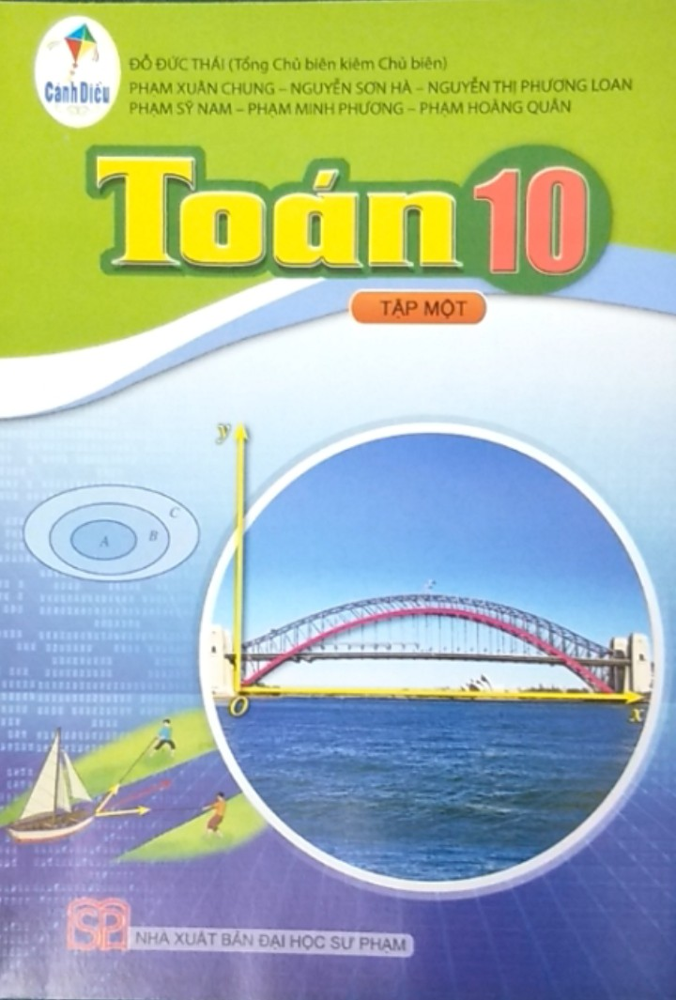 Cánh Diều
ĐỖ ĐỨC THÁI (Tổng Chủ biên kiêm Chủ biên)
PHẠM XUÂN CHUNG – NGUYỄN SƠN HÀ – NGUYỄN THỊ PHƯƠNG LOAN
PHẠM SỸ NAM – PHẠM MINH PHƯƠNG – PHẠM HOÀNG QUÂN
Toán 10
TẬP MỘT
y
C
B
A
O
x
NHÀ XUẤT BẢN ĐẠI HỌC SƯ PHẠM